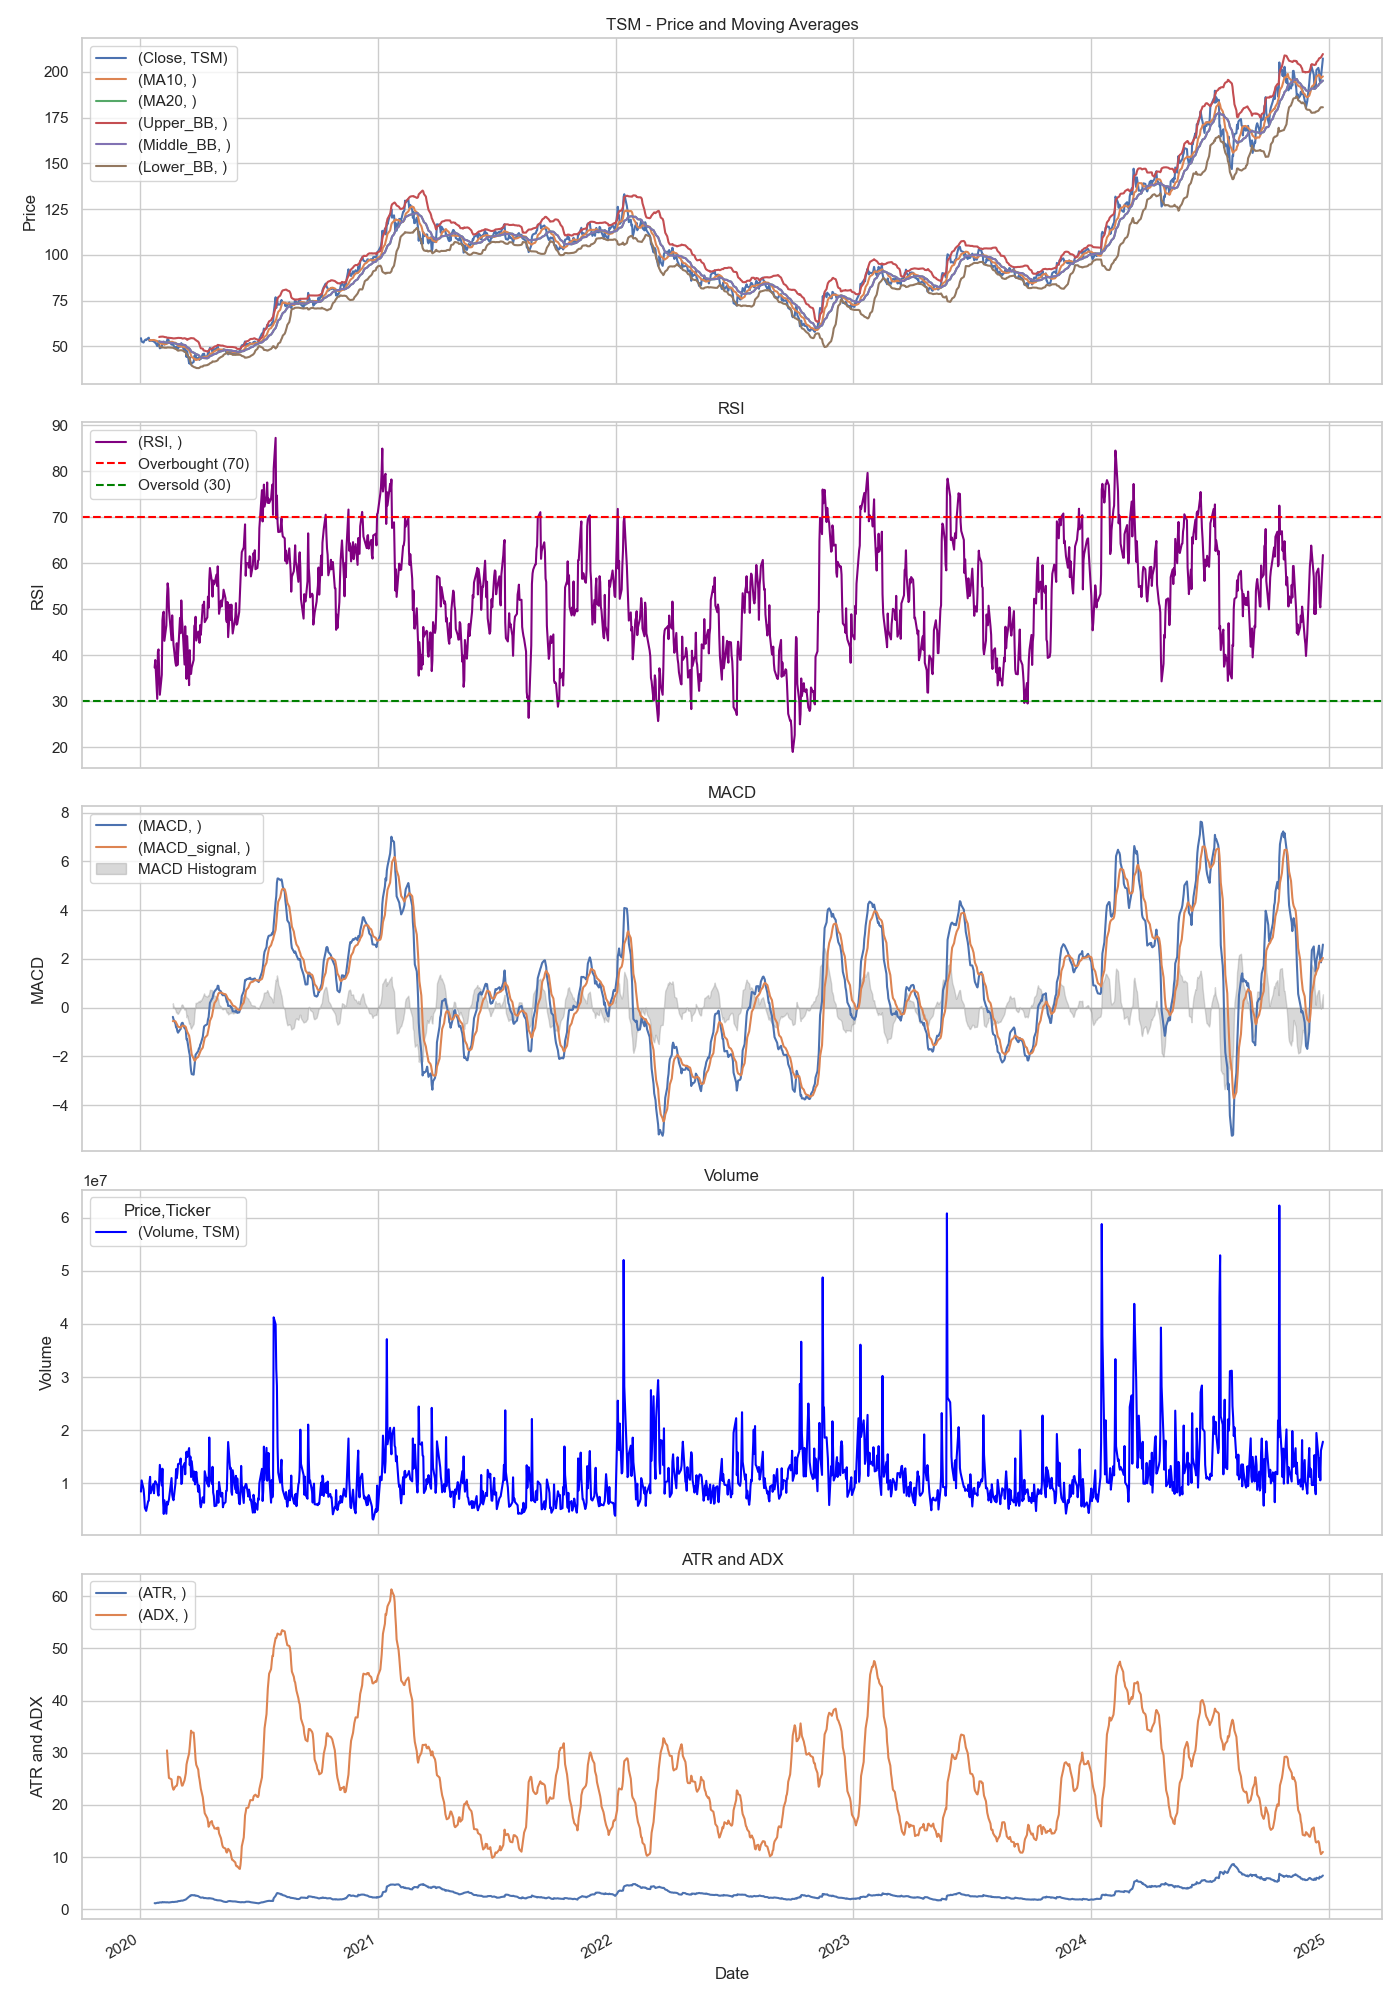 TSM - Price and Moving Averages
(Close, TSM)
(MA10, )
(MA20, )
(Upper_BB, )
(Middle_BB, )
(Lower_BB, )
200
175
150
125
100
75
50
Price
RSI
(RSI, )
Overbought (70)
Oversold (30)
90
80
70
60
50
40
30
20
RSI
MACD
(MACD, )
(MACD_signal, )
MACD Histogram
8
6
4
2
0
−2
−4
MACD
Volume
1e7
Price,Ticker
(Volume, TSM)
6
5
4
3
2
1
Volume
ATR and ADX
(ATR, )
(ADX, )
60
50
40
30
20
10
0
ATR and ADX
2020
2021
2022
2023
2024
2025
Date